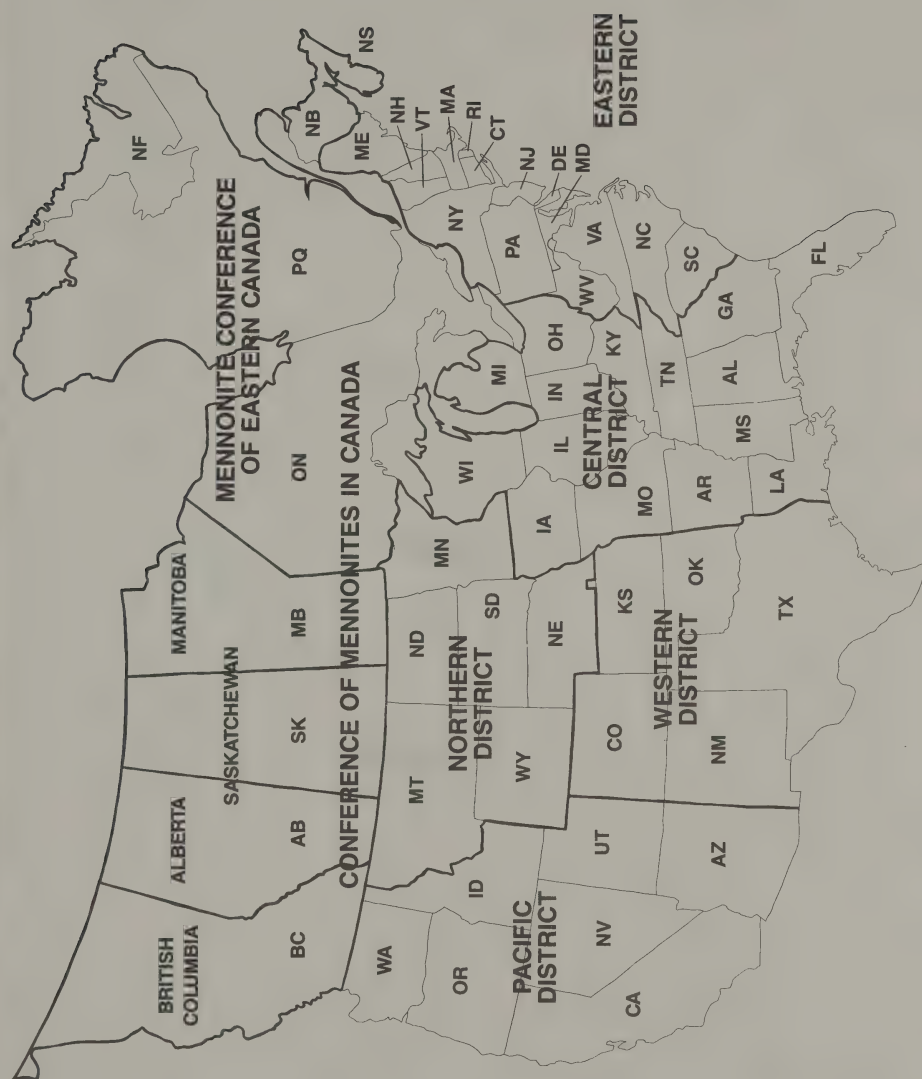 BRITISH
COLUMBIA
ALBERTA
SASKATCHEWAN
MANITOBA
MENNONITE CONFERENCE
OF EASTERN CANADA
NF
BC
AB
SK
MB
ON
PQ
NB
NS
CONFERENCE OF MENNONITES IN CANADA
ME
NH
VT
MA
RI
CT
WA
MT
ND
MN
WI
MI
NY
NJ
DE
MD
OR
ID
NORTHERN
DISTRICT
SD
PA
EASTERN
DISTRICT
PACIFIC
DISTRICT
WY
NE
IA
IL
IN
OH
WV
VA
CENTRAL
DISTRICT
NV
UT
CO
KS
MO
KY
NC
CA
WESTERN
DISTRICT
TN
SC
AZ
NM
OK
AR
MS
AL
GA
TX
LA
FL